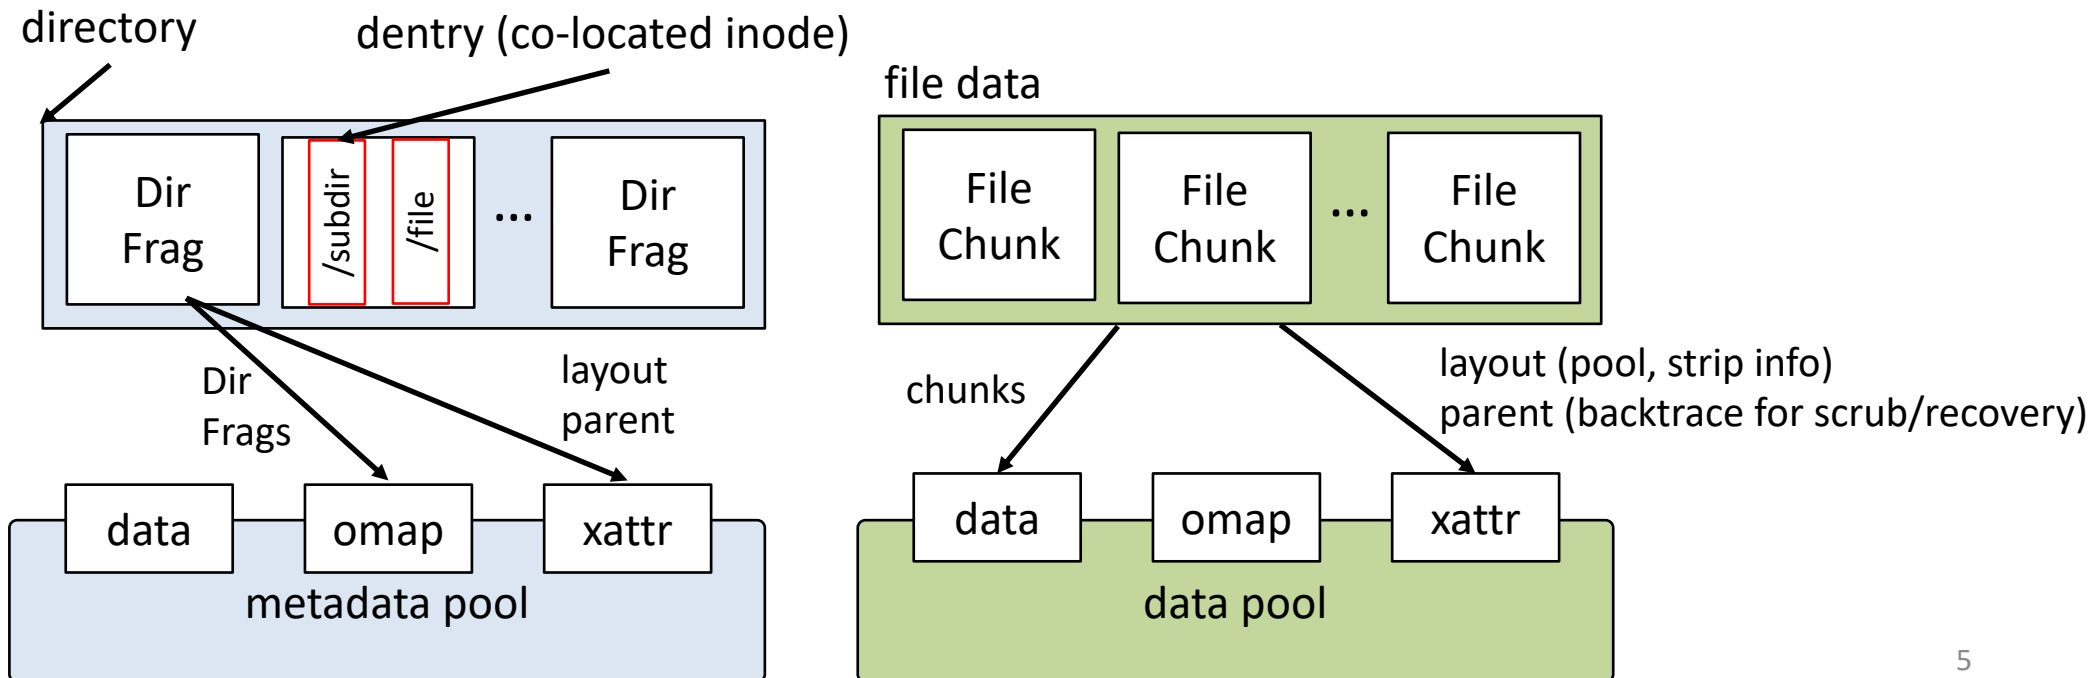 directory
dentry (co-located inode)
file data
Dir
Frag
/subdir
/file
...
Dir
Frag
File
Chunk
File
Chunk
...
File
Chunk
Dir
Frags
layout
parent
chunks
layout (pool, strip info)
parent (backtrace for scrub/recovery)
data
omap
xattr
metadata pool
data
omap
xattr
data pool
5